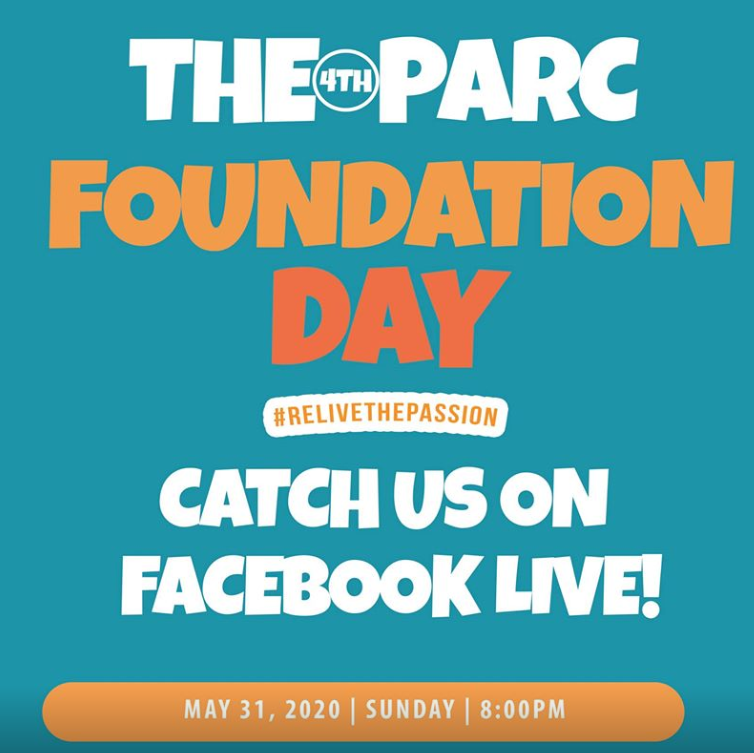 THE 4TH PARC
FOUNDATION
DAY
#RELIVETHEPASSION
CATCH US ON
FACEBOOK LIVE!
MAY 31, 2020 | SUNDAY | 8:00PM